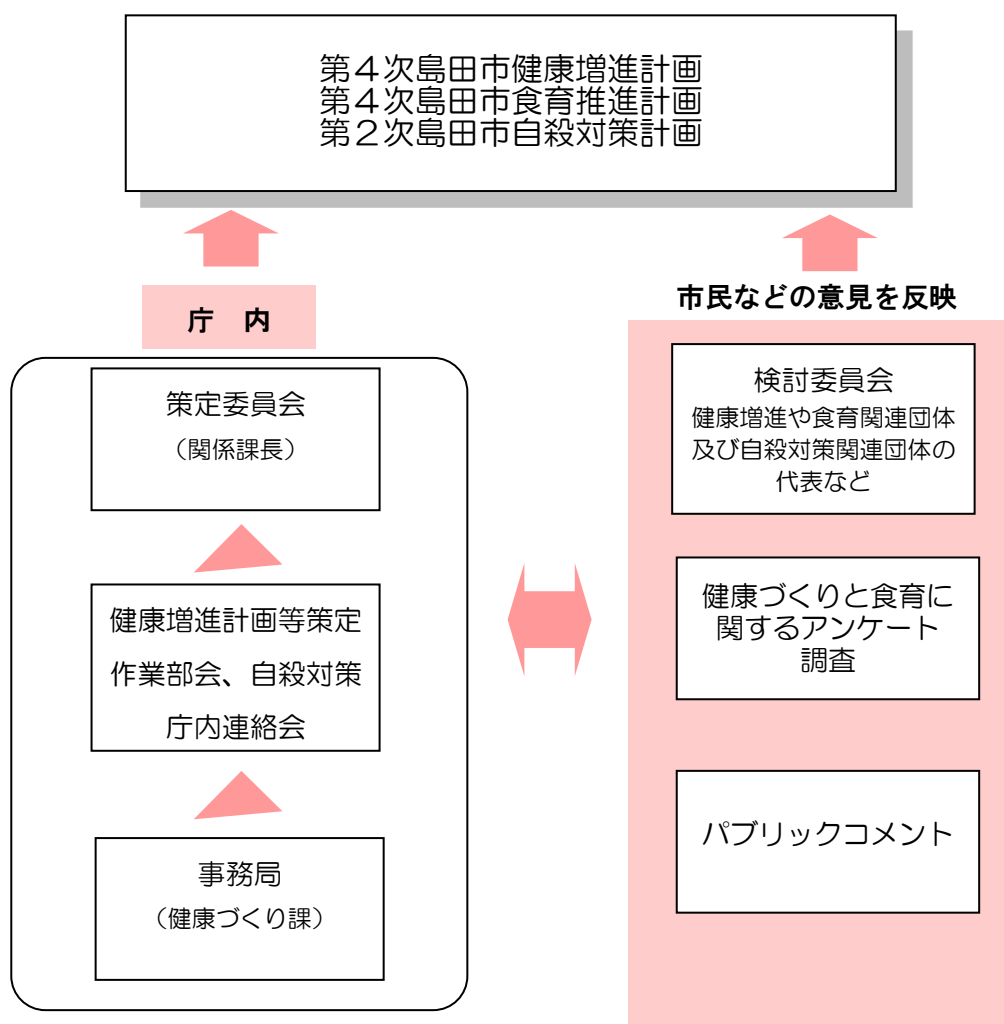 第４次島田市健康増進計画
第４次島田市食育推進計画
第２次島田市自殺対策計画
庁　内
策定委員会
（関係課長）
健康増進計画等策定
作業部会、自殺対策
庁内連絡会
事務局
（健康づくり課）
市民などの意見を反映
検討委員会
健康増進や食育関連団体
及び自殺対策関連団体の
代表など
健康づくりと食育に
関するアンケート
調査
パブリックコメント